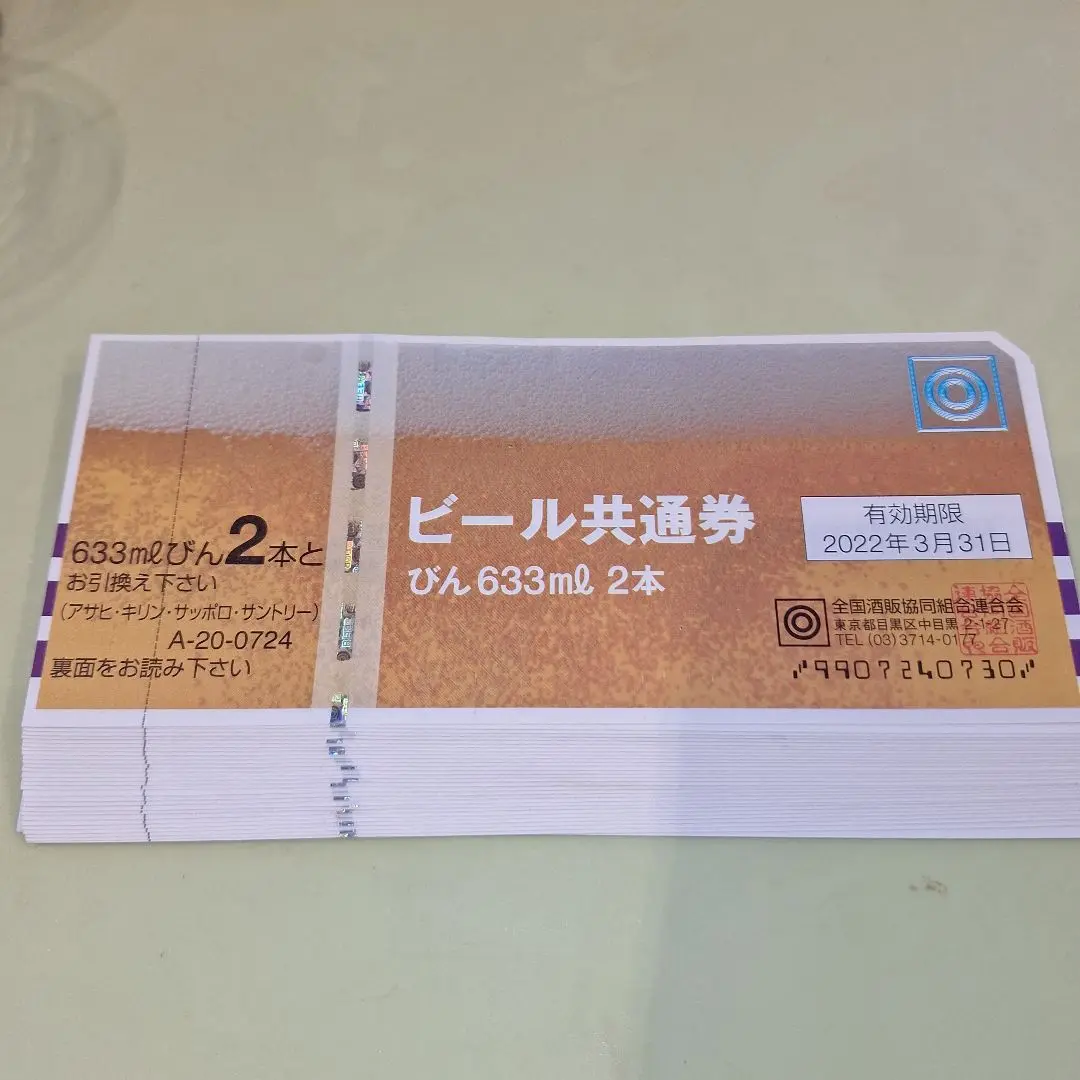 633mlびん2本と
お引換え下さい
(アサヒ・キリン・サッポロ・サントリー)
A-20-0724
裏面をお読み下さい
ビール共通券
びん633ml 2本
有効期限
2022年3月31日
全国酒販協同組合連合会
東京都目黒区中目黒2-1-27
TEL (03)3714-0177
9907240730